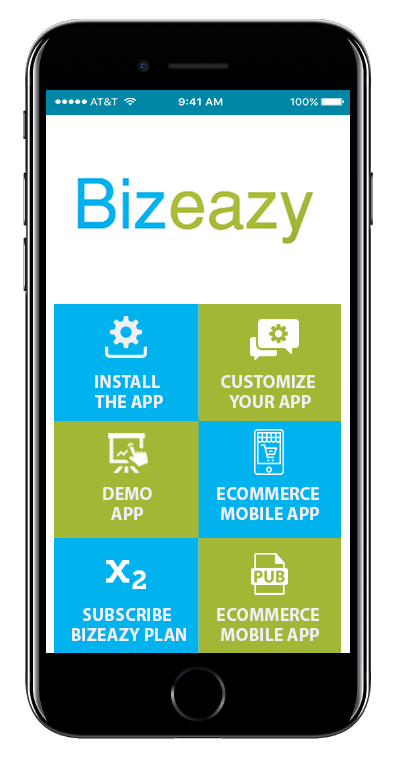 AT&T 9:41 AM 100%
Bizeazy
INSTALL
THE APP
CUSTOMIZE
YOUR APP
DEMO
APP
ECOMMERCE
MOBILE APP
X2
SUBSCRIBE
BIZEAZY PLAN
PUB
ECOMMERCE
MOBILE APP